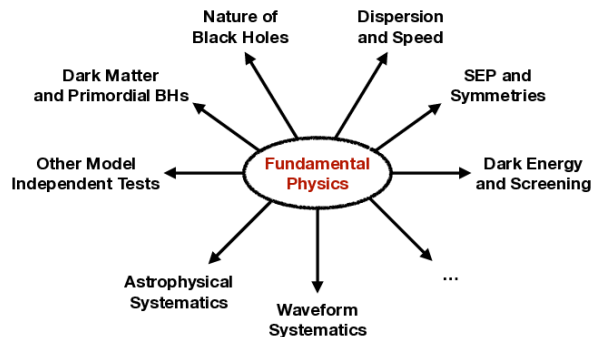 Nature of
Black Holes
Dispersion
and Speed
Dark Matter
and Primordial BHs
SEP and
Symmetries
Other Model
Independent Tests
Fundamental
Physics
Dark Energy
and Screening
Astrophysical
Systematics
Waveform
Systematics
...